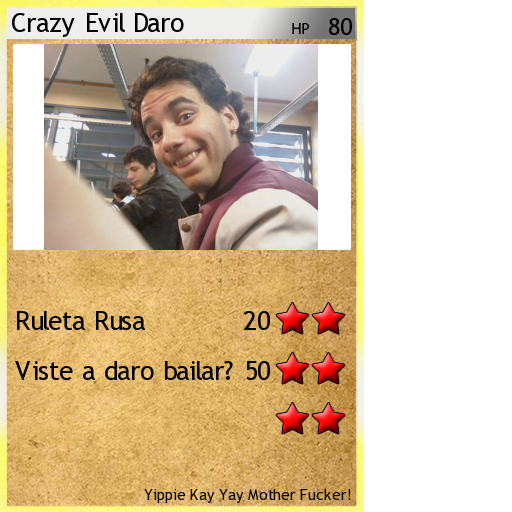 Crazy Evil Daro HP 80
Ruleta Rusa 20
Viste a daro bailar? 50
Yippie Kay Yay Mother Fucker!